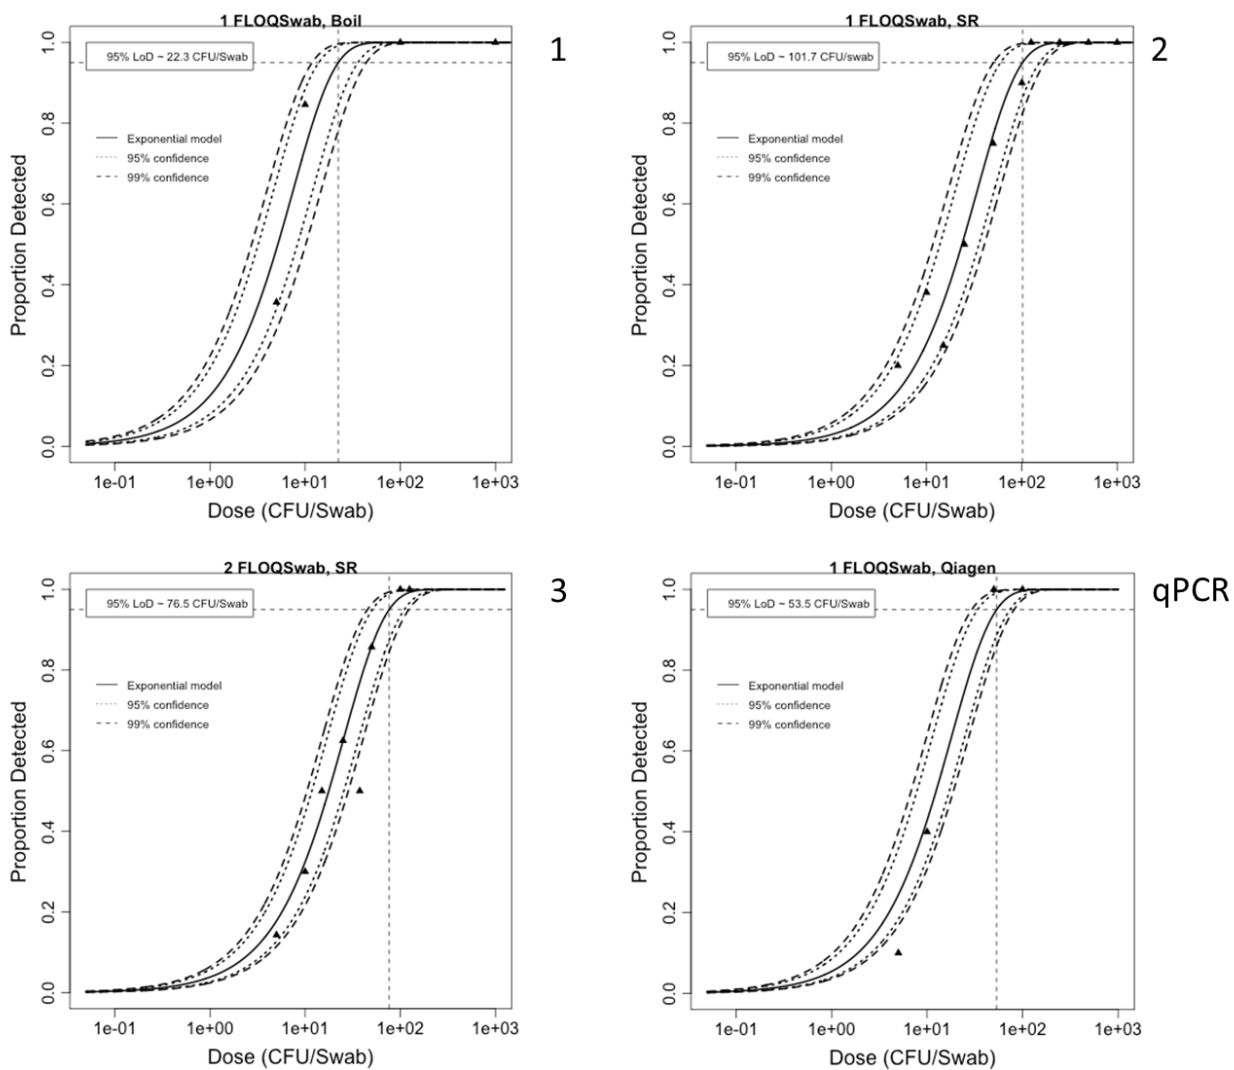 1 FLOQSwab, Boil
1
95% LoD ~ 22.3 CFU/Swab
Exponential model
95% confidence
99% confidence
Proportion Detected
0.0
0.2
0.4
0.6
0.8
1.0
1e-01 1e+00 1e+01 1e+02 1e+03
Dose (CFU/Swab)
1 FLOQSwab, SR
2
95% LoD ~ 101.7 CFU/swab
Exponential model
95% confidence
99% confidence
Proportion Detected
0.0
0.2
0.4
0.6
0.8
1.0
1e-01 1e+00 1e+01 1e+02 1e+03
Dose (CFU/Swab)
2 FLOQSwab, SR
3
95% LoD ~ 76.5 CFU/Swab
Exponential model
95% confidence
99% confidence
Proportion Detected
0.0
0.2
0.4
0.6
0.8
1.0
1e-01 1e+00 1e+01 1e+02 1e+03
Dose (CFU/Swab)
1 FLOQSwab, Qiagen
qPCR
95% LoD ~ 53.5 CFU/Swab
Exponential model
95% confidence
99% confidence
Proportion Detected
0.0
0.2
0.4
0.6
0.8
1.0
1e-01 1e+00 1e+01 1e+02 1e+03
Dose (CFU/Swab)